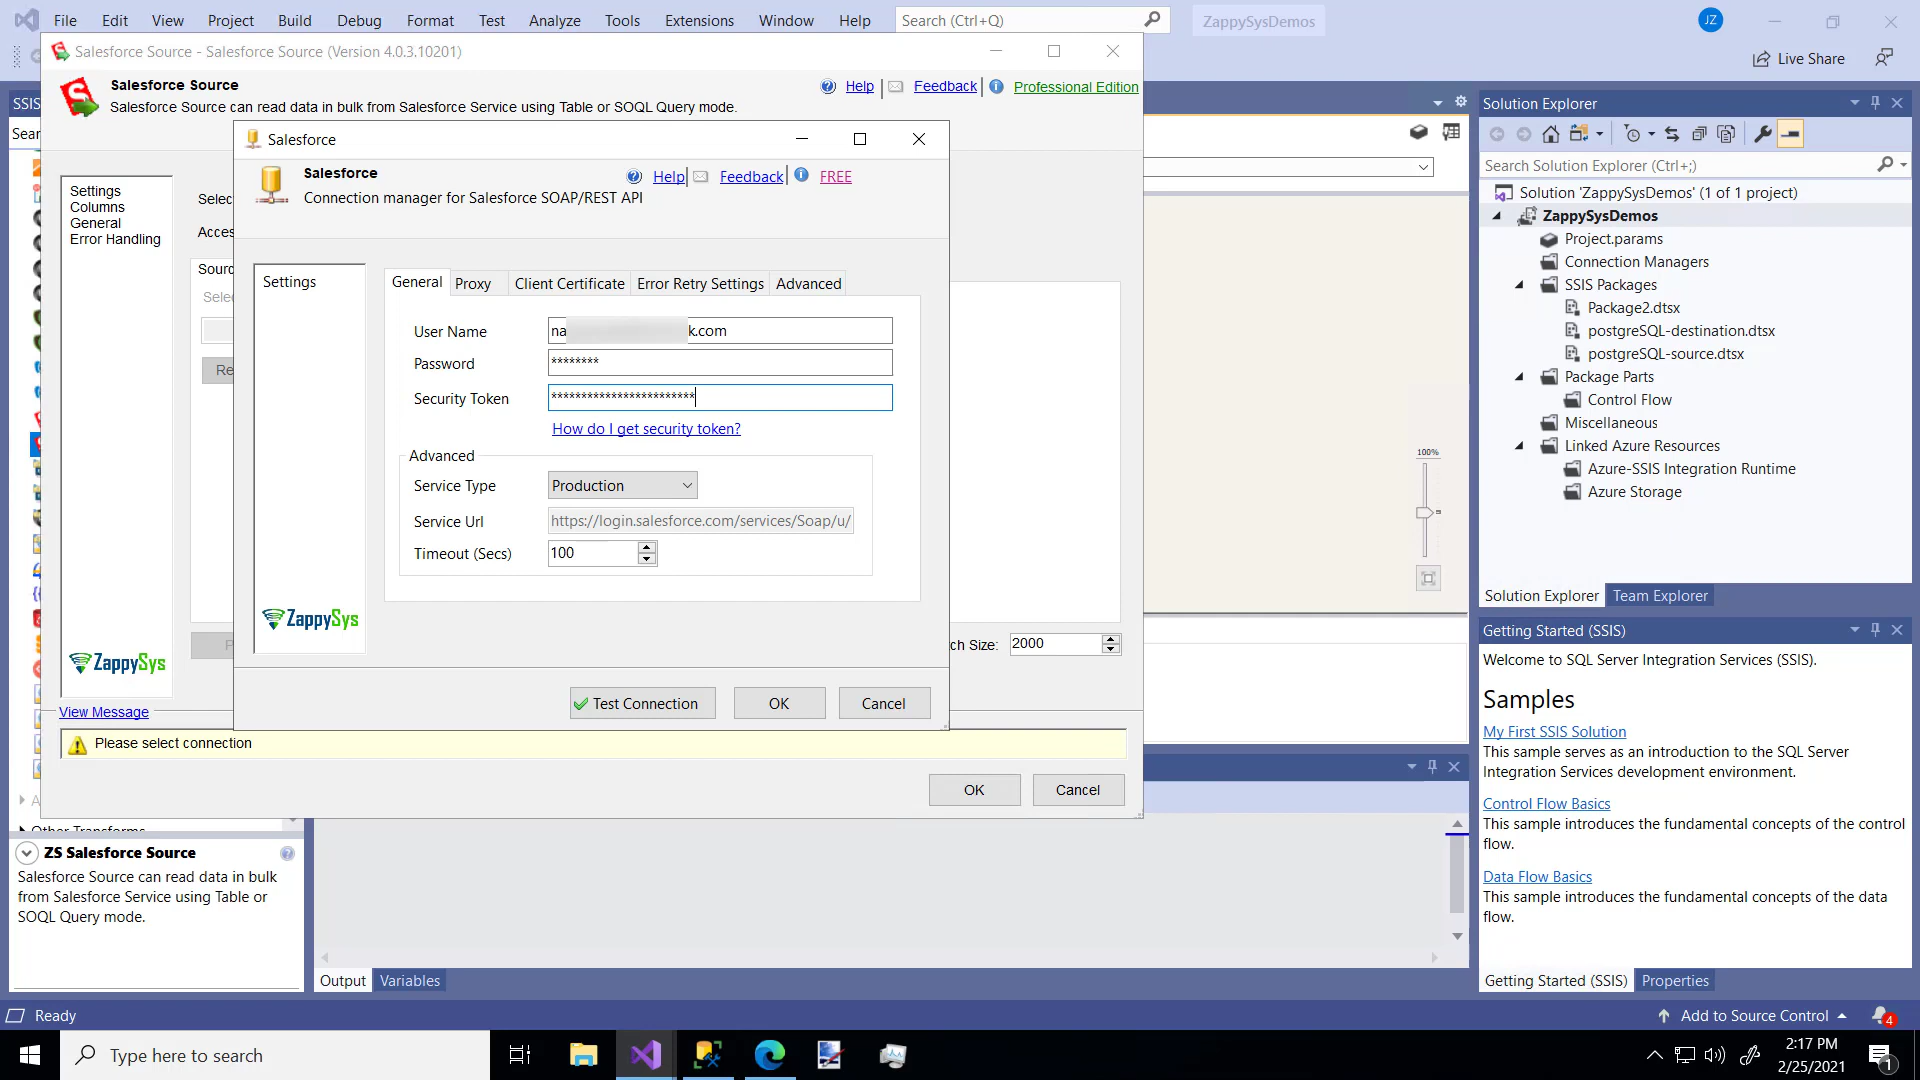 File Edit View Project Build Debug Format Test Analyze Tools Extensions Window Help Search (Ctrl+Q) ZappySysDemos JZ
Live Share
Salesforce Source - Salesforce Source (Version 4.0.3.10201)
Salesforce Source
Salesforce Source can read data in bulk from Salesforce Service using Table or SOQL Query mode.
Help Feedback Professional Edition
SSIS
Sear
Settings
Columns
General
Error Handling
Selec
Acces
Sourc
Selec
Re
ZappySys
View Message
Please select connection
ch Size: 2000
OK Cancel
Salesforce
Salesforce
Connection manager for Salesforce SOAP/REST API
Help Feedback FREE
Settings
ZappySys
General Proxy Client Certificate Error Retry Settings Advanced
User Name na k.com
Password ********
Security Token ************************
How do I get security token?
Advanced
Service Type Production
Service Url https://login.salesforce.com/services/Soap/u/
Timeout (Secs) 100
Test Connection OK Cancel
100%
Other Transforms
ZS Salesforce Source
Salesforce Source can read data in bulk
from Salesforce Service using Table or
SOQL Query mode.
Output Variables
Solution Explorer
Search Solution Explorer (Ctrl+;)
Solution 'ZappySysDemos' (1 of 1 project)
ZappySysDemos
Project.params
Connection Managers
SSIS Packages
Package2.dtsx
postgreSQL-destination.dtsx
postgreSQL-source.dtsx
Package Parts
Control Flow
Miscellaneous
Linked Azure Resources
Azure-SSIS Integration Runtime
Azure Storage
Solution Explorer Team Explorer
Getting Started (SSIS)
Welcome to SQL Server Integration Services (SSIS).
Samples
My First SSIS Solution
This sample serves as an introduction to the SQL Server
Integration Services development environment.
Control Flow Basics
This sample introduces the fundamental concepts of the control
flow.
Data Flow Basics
This sample introduces the fundamental concepts of the data
flow.
Getting Started (SSIS) Properties
Ready
Add to Source Control 4
Type here to search
2:17 PM
2/25/2021
1